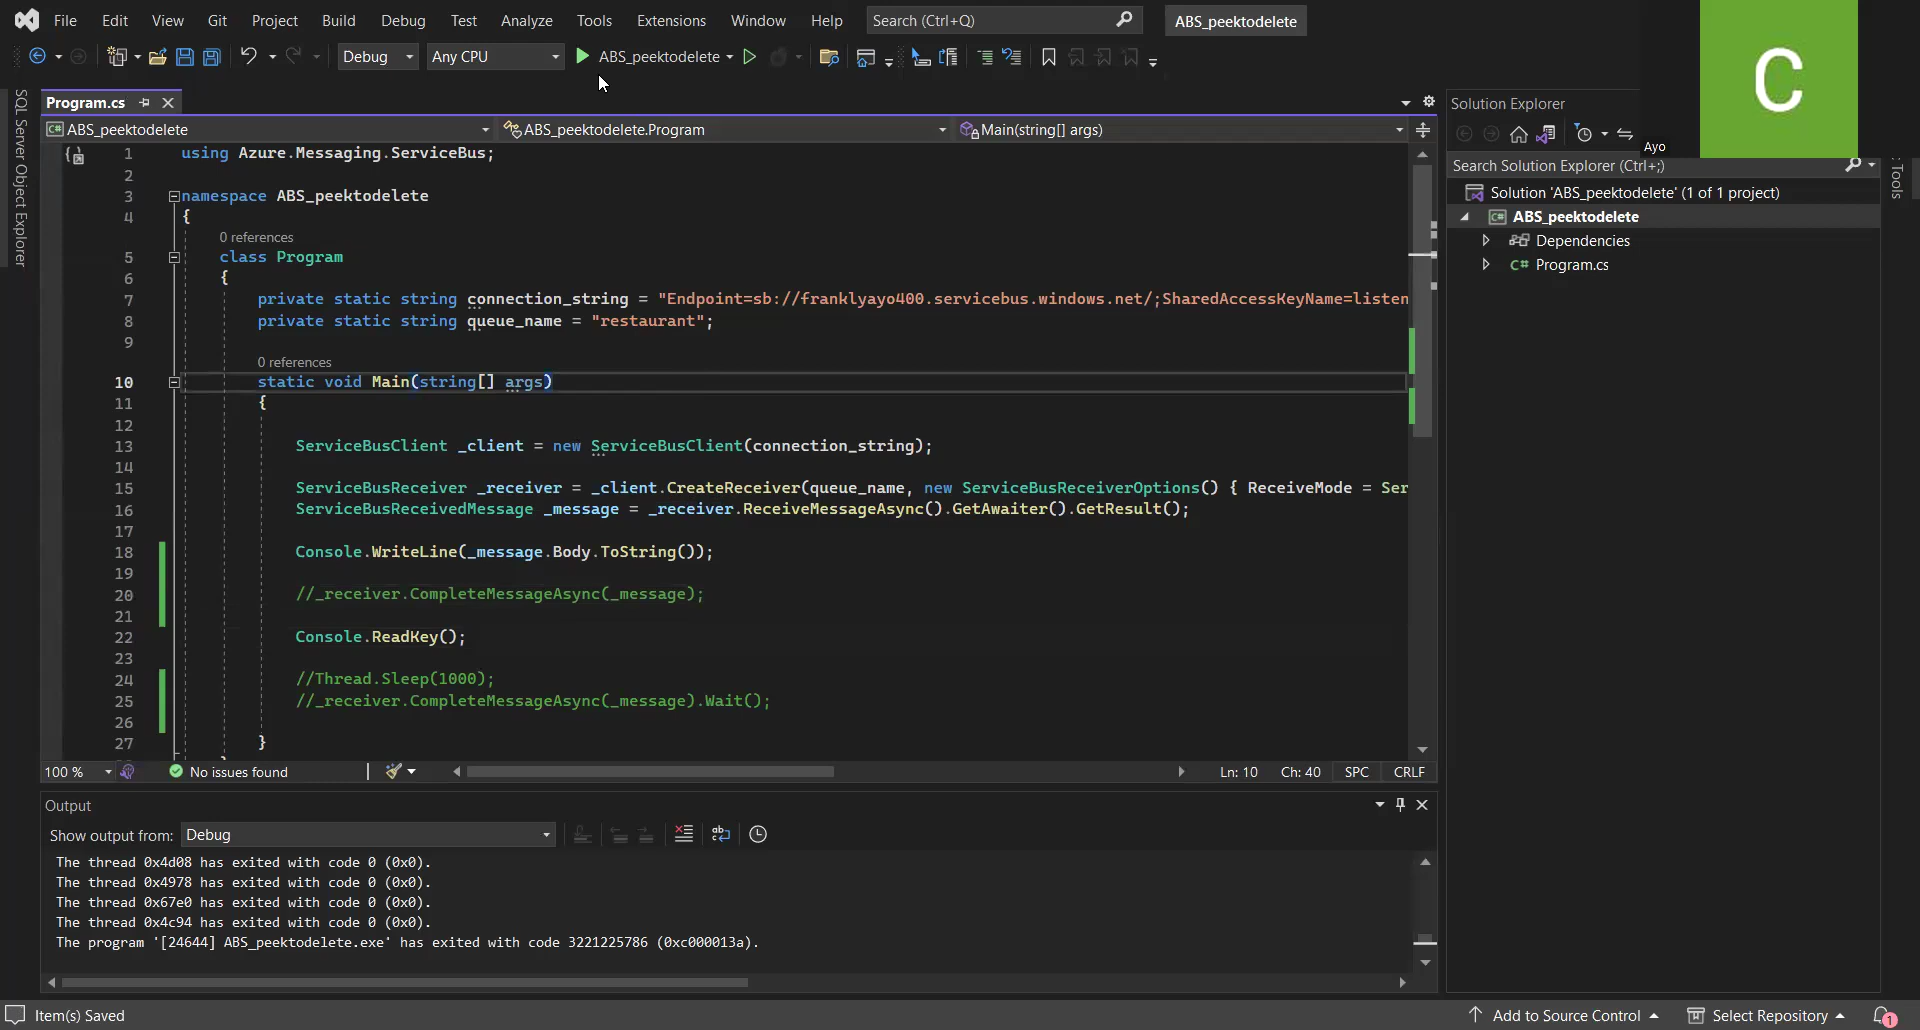 File Edit View Git Project Build Debug Test Analyze Tools Extensions Window Help Search (Ctrl+Q) ABS_peektodelete
Debug Any CPU ABS_peektodelete
C
Ayo
SQL Server Object Explorer
Program.cs
ABS_peektodelete ABS_peektodelete.Program Main(string[] args)
1 using Azure.Messaging.ServiceBus;
2
3 namespace ABS_peektodelete
4 {
0 references
5 class Program
6 {
7 private static string connection_string = "Endpoint=sb://franklyayo400.servicebus.windows.net/;SharedAccessKeyName=listen
8 private static string queue_name = "restaurant";
9
0 references
10 static void Main(string[] args)
11 {
12
13 ServiceBusClient _client = new ServiceBusClient(connection_string);
14
15 ServiceBusReceiver _receiver = _client.CreateReceiver(queue_name, new ServiceBusReceiverOptions() { ReceiveMode = Ser
16 ServiceBusReceivedMessage _message = _receiver.ReceiveMessageAsync().GetAwaiter().GetResult();
17
18 Console.WriteLine(_message.Body.ToString());
19
20 //_receiver.CompleteMessageAsync(_message);
21
22 Console.ReadKey();
23
24 //Thread.Sleep(1000);
25 //_receiver.CompleteMessageAsync(_message).Wait();
26
27 }
100 % No issues found Ln: 10 Ch: 40 SPC CRLF
Output
Show output from: Debug
The thread 0x4d08 has exited with code 0 (0x0).
The thread 0x4978 has exited with code 0 (0x0).
The thread 0x67e0 has exited with code 0 (0x0).
The thread 0x4c94 has exited with code 0 (0x0).
The program '[24644] ABS_peektodelete.exe' has exited with code 3221225786 (0xc000013a).
Solution Explorer
Search Solution Explorer (Ctrl+;)
Solution 'ABS_peektodelete' (1 of 1 project)
ABS_peektodelete
Dependencies
C# Program.cs
Tools
Item(s) Saved Add to Source Control Select Repository 1